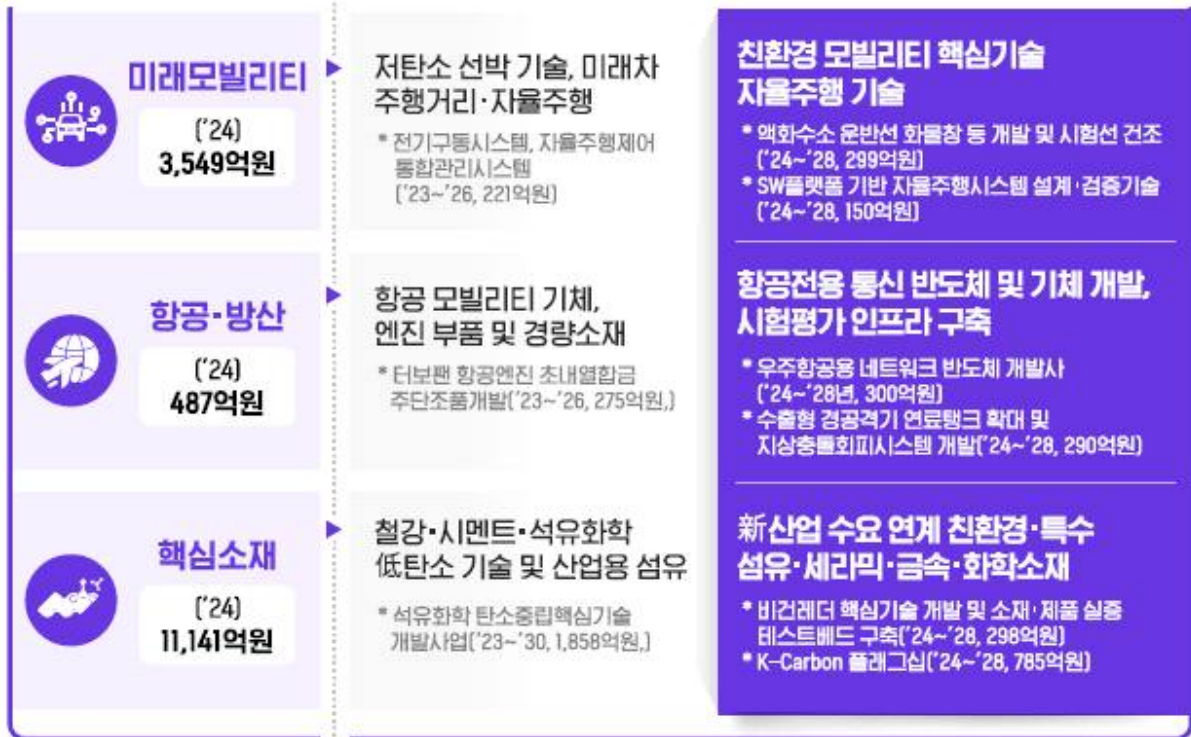 미래모빌리티
('24)
3,549억원
저탄소 선박 기술, 미래차
주행거리·자율주행
* 전기구동시스템, 자율주행제어
통합관리시스템
('23~'26, 221억원)
친환경 모빌리티 핵심기술
자율주행 기술
* 액화수소 운반선 화물창 등 개발 및 시험선 건조
('24~'28, 299억원)
* SW플랫폼 기반 자율주행시스템 설계·검증기술
('24~'28, 150억원)
항공·방산
('24)
487억원
항공 모빌리티 기체,
엔진 부품 및 경량소재
* 터보팬 항공엔진 초내열합금
주단조품개발('23~'26, 275억원,)
항공전용 통신 반도체 및 기체 개발,
시험평가 인프라 구축
* 우주항공용 네트워크 반도체 개발사
('24~'28년, 300억원)
* 수출형 경공격기 연료탱크 확대 및
지상충돌회피시스템 개발('24~'28, 290억원)
핵심소재
('24)
11,141억원
철강·시멘트·석유화학
低탄소 기술 및 산업용 섬유
* 석유화학 탄소중립핵심기술
개발사업('23~'30, 1,858억원,)
新산업 수요 연계 친환경·특수
섬유·세라믹·금속·화학소재
* 비건레더 핵심기술 개발 및 소재·제품 실증
테스트베드 구축('24~'28, 298억원)
* K-Carbon 플래그십('24~'28, 785억원)